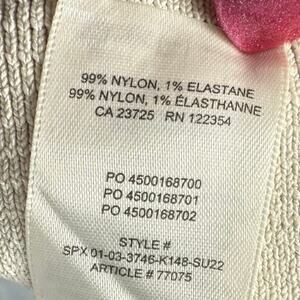 99% NYLON, 1% ELASTANE
99% NYLON, 1% ÉLASTHANNE
CA 23725 RN 122354
PO 4500168700
PO 4500168701
PO 4500168702
STYLE #
SPX 01-03-3746-K148-SU22
ARTICLE # 77075